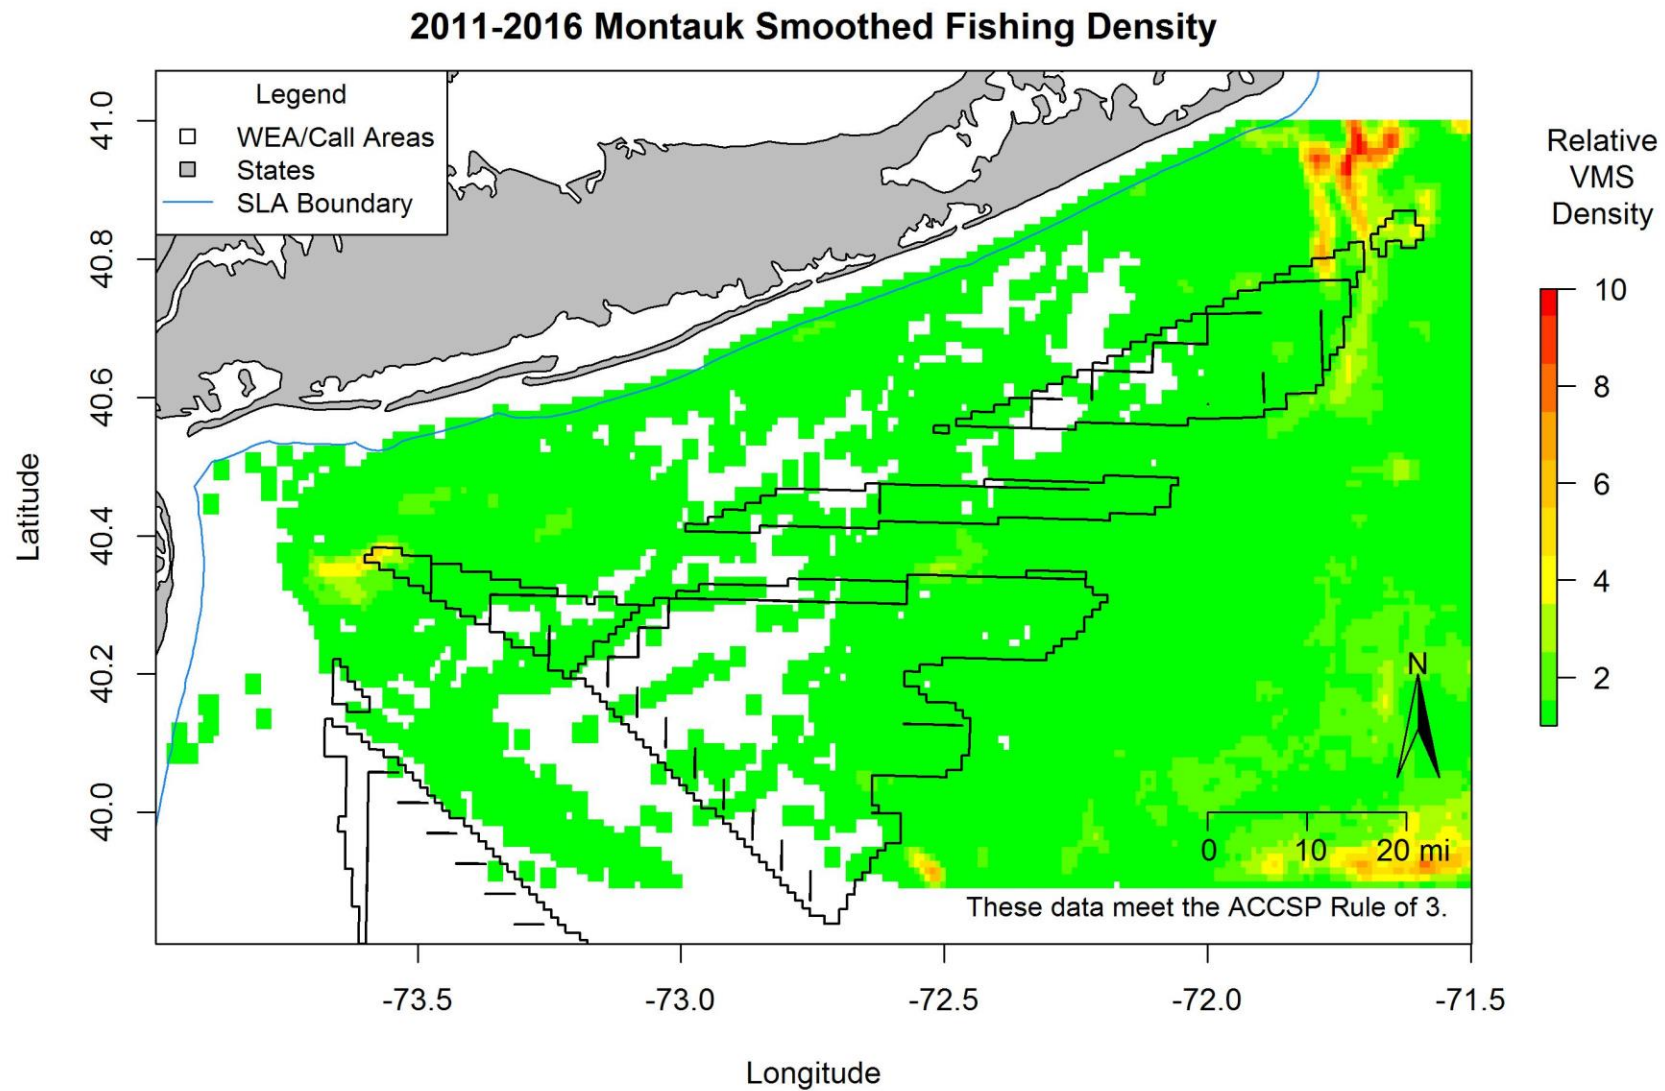 2011-2016 Montauk Smoothed Fishing Density
Legend
WEA/Call Areas
States
SLA Boundary
Relative
VMS
Density
10
8
6
4
2
Latitude
41.0
40.8
40.6
40.4
40.2
40.0
N
0 10 20 mi
These data meet the ACCSP Rule of 3.
-73.5 -73.0 -72.5 -72.0 -71.5
Longitude